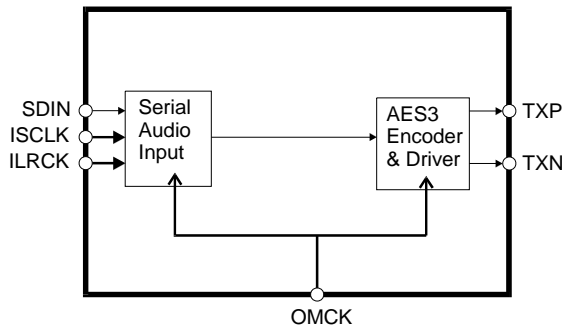 SDIN
ISCLK
ILRCK
Serial
Audio
Input
AES3
Encoder
& Driver
TXP
TXN
OMCK